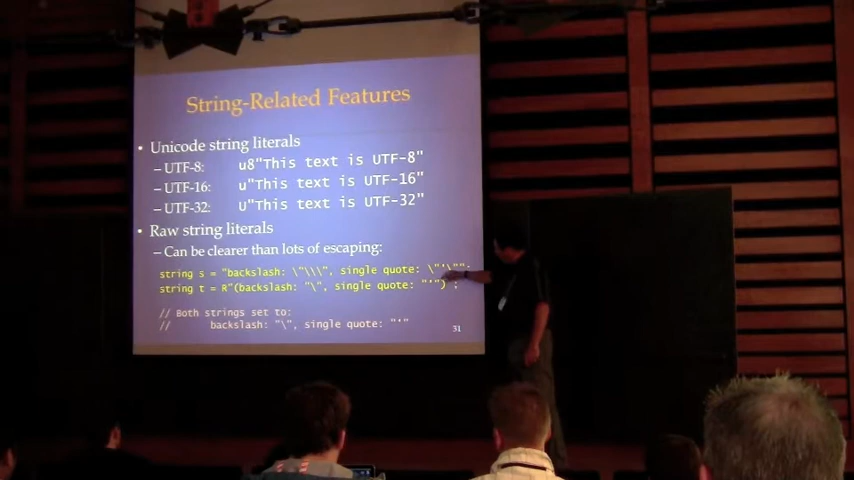 String-Related Features
• Unicode string literals
– UTF-8: u8"This text is UTF-8"
– UTF-16: u"This text is UTF-16"
– UTF-32: U"This text is UTF-32"
• Raw string literals
– Can be clearer than lots of escaping:
string s = "backslash: \"\\\", single quote: \"'\"";
string t = R"(backslash: "\", single quote: "'")";
// Both strings set to:
// backslash: "\", single quote: "'"
31